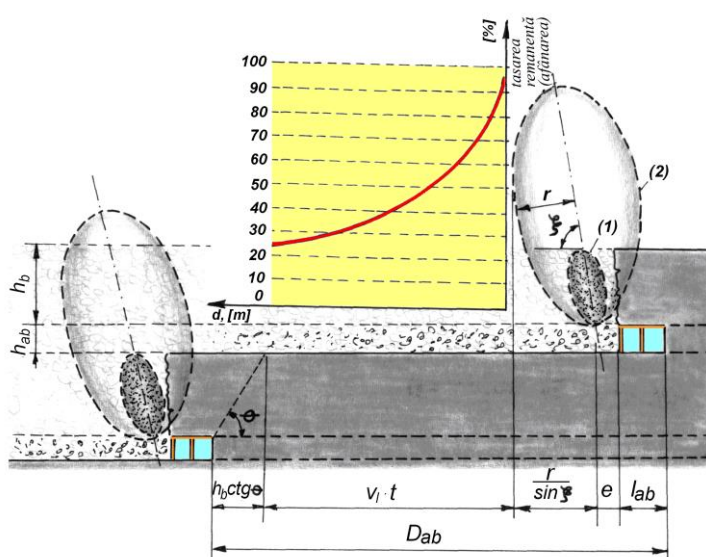 [%]
tasarea
remanentă
(afânarea)
100
90
80
70
60
50
40
30
20
10
0
d, [m]
(2)
r
ξ
(1)
h_b
h_ab
ϕ
h_b ctgϕ
v_l · t
r
sin ξ
e
l_ab
D_ab